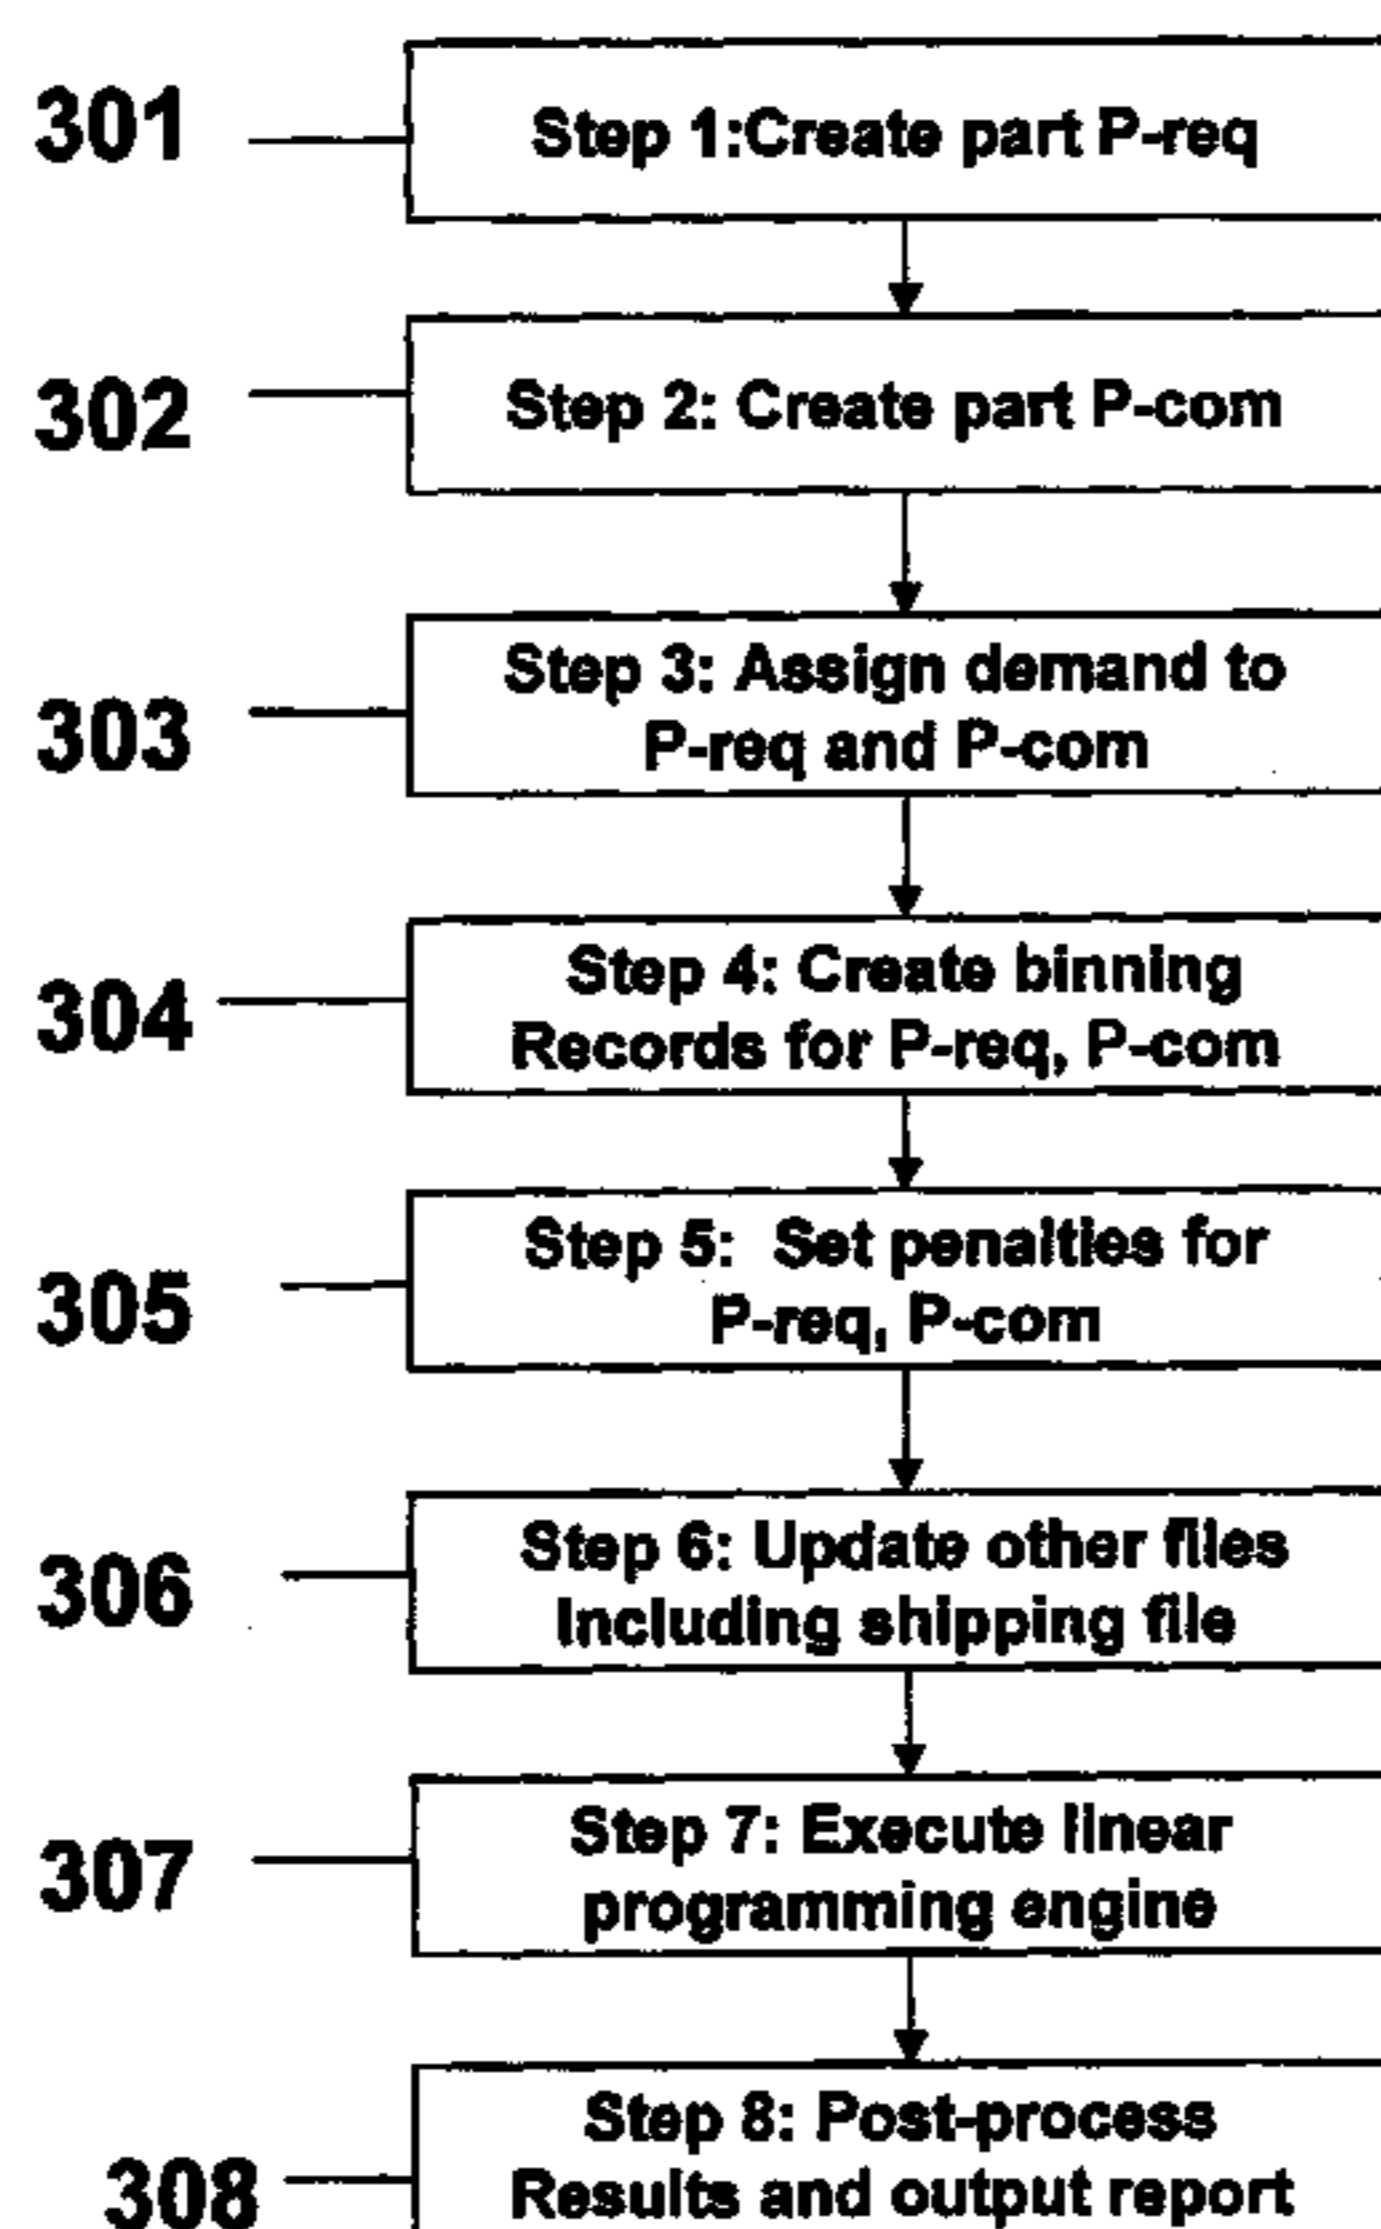 301
Step 1:Create part P-req
302
Step 2: Create part P-com
303
Step 3: Assign demand to
P-req and P-com
304
Step 4: Create binning
Records for P-req, P-com
305
Step 5: Set penalties for
P-req, P-com
306
Step 6: Update other files
Including shipping file
307
Step 7: Execute linear
programming engine
308
Step 8: Post-process
Results and output report